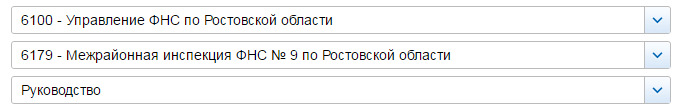 6100 - Управление ФНС по Ростовской области
6179 - Межрайонная инспекция ФНС № 9 по Ростовской области
Руководство